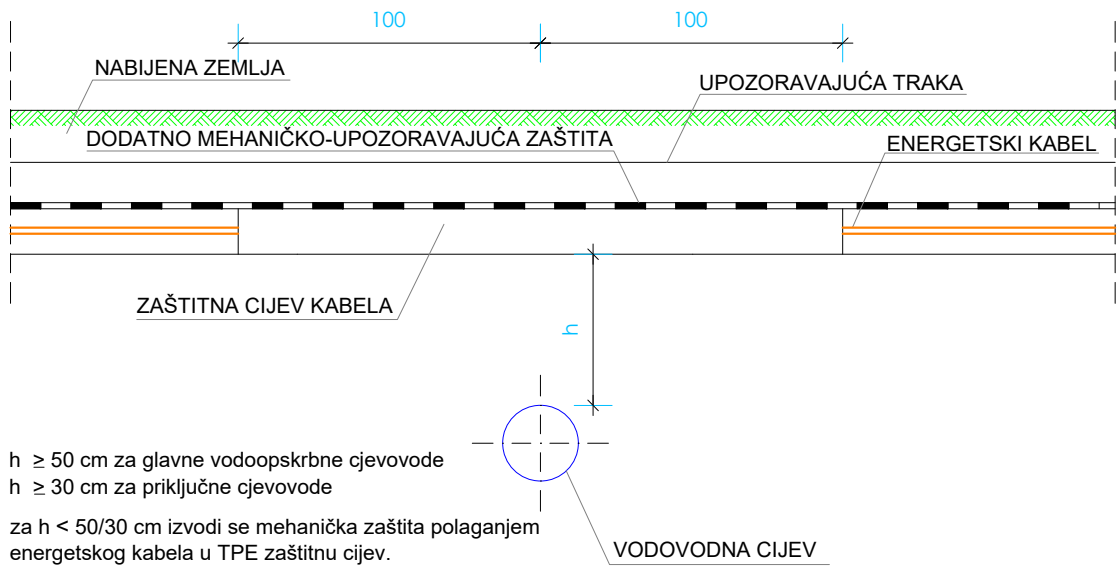 100
100
NABIJENA ZEMLJA
UPOZORAVAJUĆA TRAKA
DODATNO MEHANIČKO-UPOZORAVAJUĆA ZAŠTITA
ENERGETSKI KABEL
ZAŠTITNA CIJEV KABELA
h
h ≥ 50 cm za glavne vodoopskrbne cjevovode
h ≥ 30 cm za priključne cjevovode
za h < 50/30 cm izvodi se mehanička zaštita polaganjem
energetskog kabela u TPE zaštitnu cijev.
VODOVODNA CIJEV